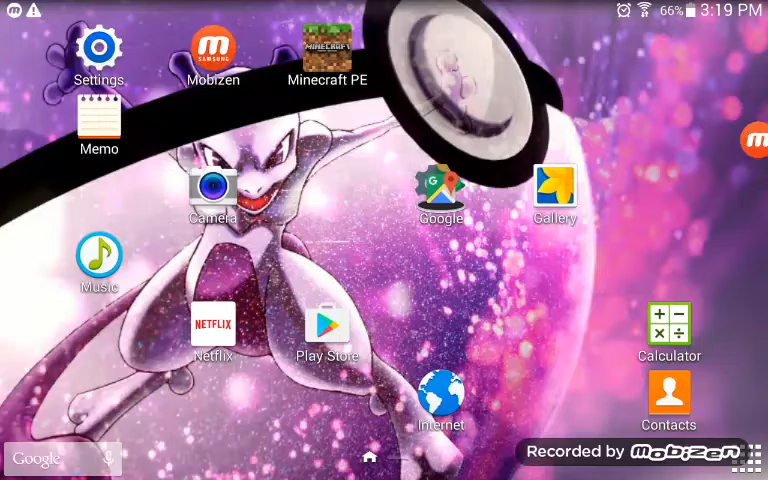 66% 3:19 PM
Settings
m
SAMSUNG
Mobizen
MINECRAFT
Minecraft PE
Memo
m
Camera
G
Google
Gallery
Music
NETFLIX
Netflix
Play Store
+ −
× ÷
Calculator
Internet
Contacts
Google
Recorded by mobizen